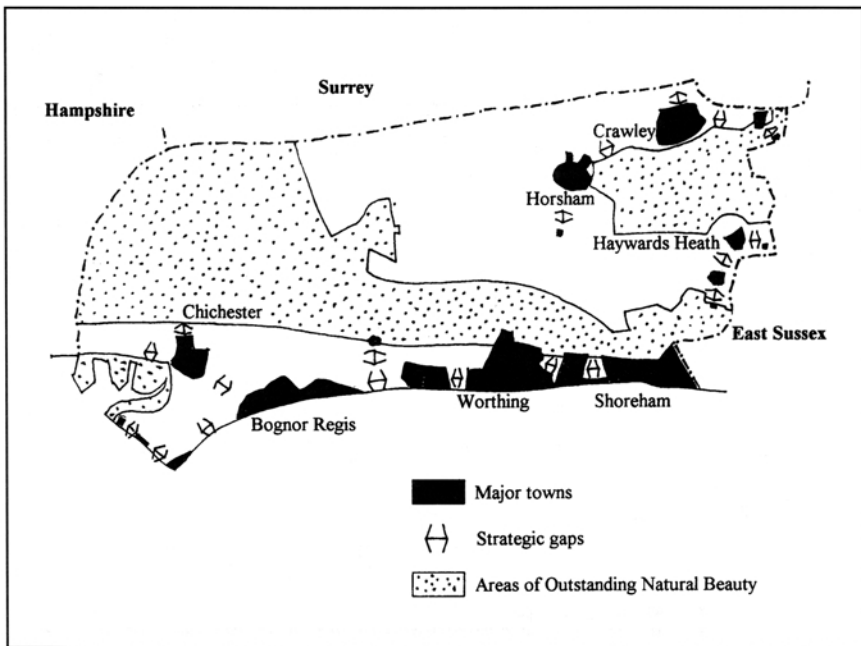 Surrey
Hampshire
Crawley
Horsham
Haywards Heath
Chichester
East Sussex
Worthing
Shoreham
Bognor Regis
Major towns
Strategic gaps
Areas of Outstanding Natural Beauty